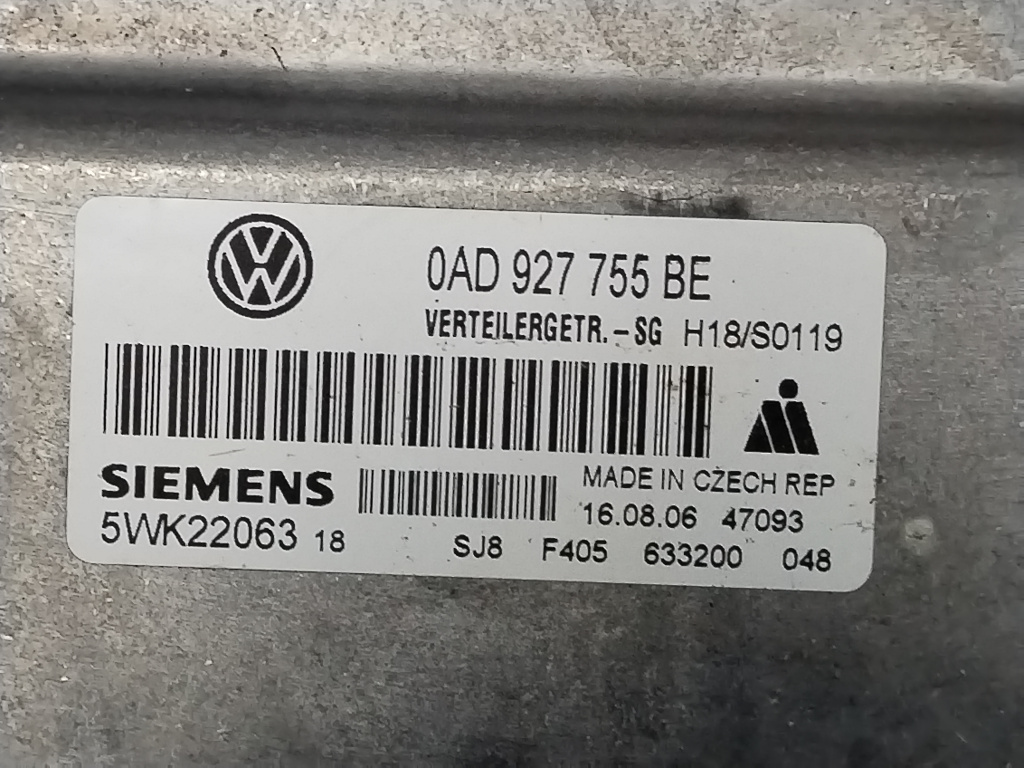 0AD 927 755 BE
VERTEILERGETR.-SG H18/S0119
SIEMENS
MADE IN CZECH REP
16.08.06 47093
5WK22063 18
SJ8 F405 633200 048